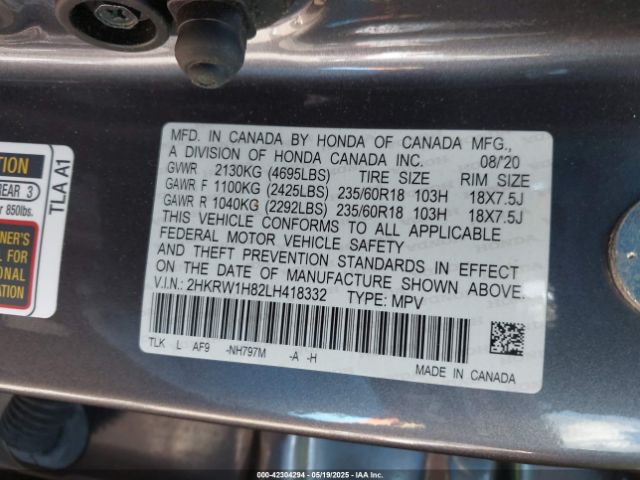 MFD. IN CANADA BY HONDA OF CANADA MFG.,
A DIVISION OF HONDA CANADA INC. 08/'20
GVWR 2130KG (4695LBS) TIRE SIZE RIM SIZE
GAWR F 1100KG (2425LBS) 235/60R18 103H 18X7.5J
GAWR R 1040KG (2292LBS) 235/60R18 103H 18X7.5J
THIS VEHICLE CONFORMS TO ALL APPLICABLE
FEDERAL MOTOR VEHICLE SAFETY
AND THEFT PREVENTION STANDARDS IN EFFECT
ON THE DATE OF MANUFACTURE SHOWN ABOVE.
V.I.N.: 2HKRW1H82LH418332 TYPE: MPV
TLK L AF9 -NH797M -A -H
MADE IN CANADA
REAR 3
850lbs.
TLA A1
000-42304294 - 05/19/2025 - IAA Inc.